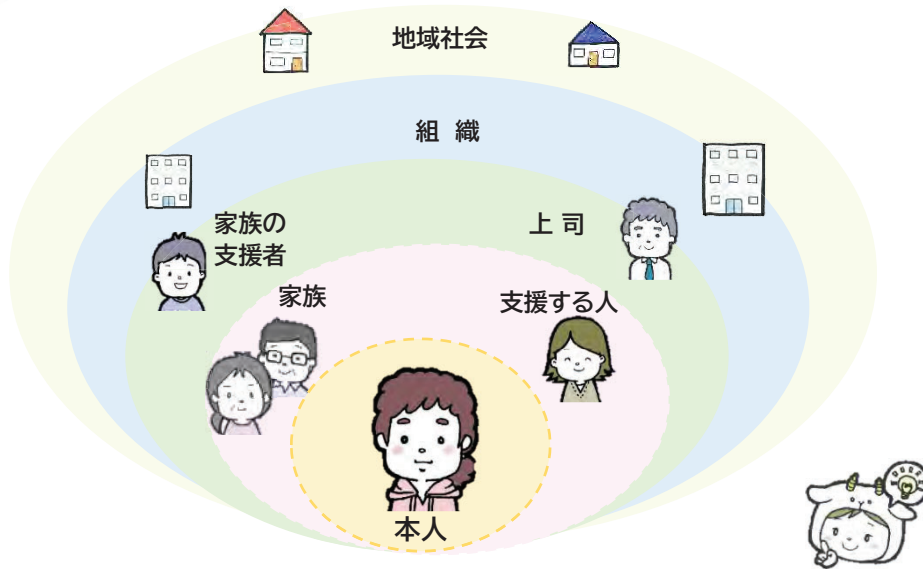 地域社会
組 織
家族の
支援者
上 司
家族
支援する人
本人